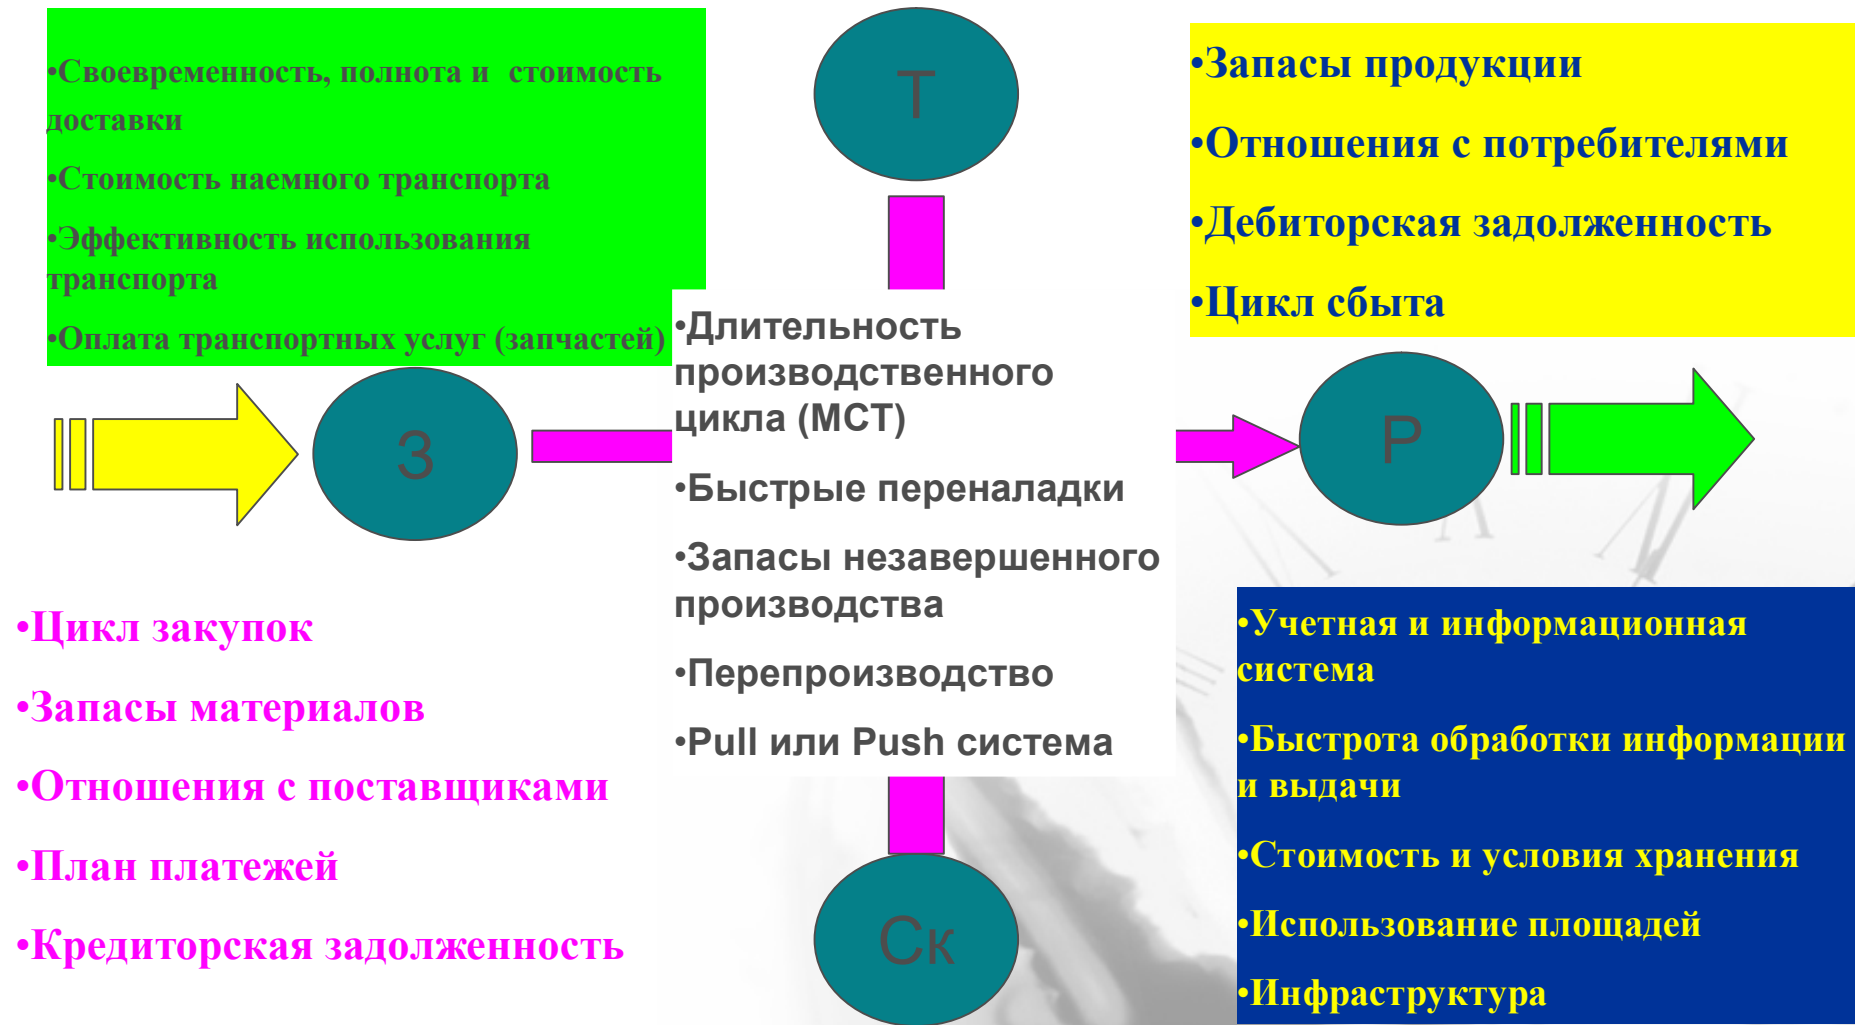 •Своевременность, полнота и стоимость
доставки
•Стоимость наемного транспорта
•Эффективность использования
транспорта
•Оплата транспортных услуг (запчастей)
Т
•Запасы продукции
•Отношения с потребителями
•Дебиторская задолженность
•Цикл сбыта
З
•Длительность
производственного
цикла (МСТ)
•Быстрые переналадки
•Запасы незавершенного
производства
•Перепроизводство
•Pull или Push система
Р
•Цикл закупок
•Запасы материалов
•Отношения с поставщиками
•План платежей
•Кредиторская задолженность
Ск
•Учетная и информационная
система
•Быстрота обработки информации
и выдачи
•Стоимость и условия хранения
•Использование площадей
•Инфраструктура